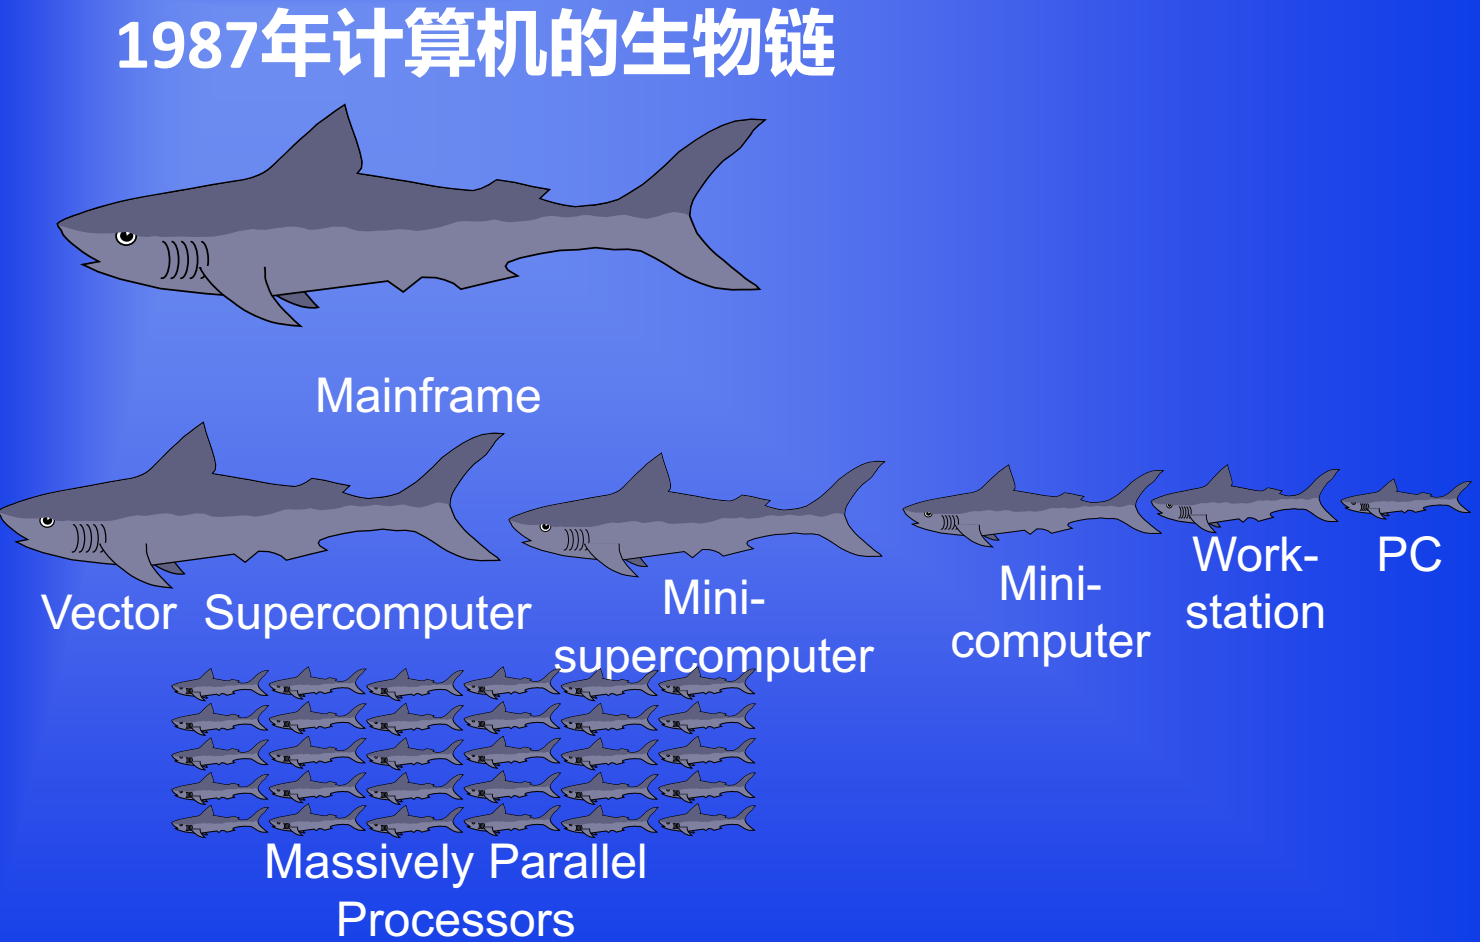 1987年计算机的生物链
Mainframe
Vector Supercomputer
Mini-
supercomputer
Mini-
computer
Work-
station
PC
Massively Parallel
Processors